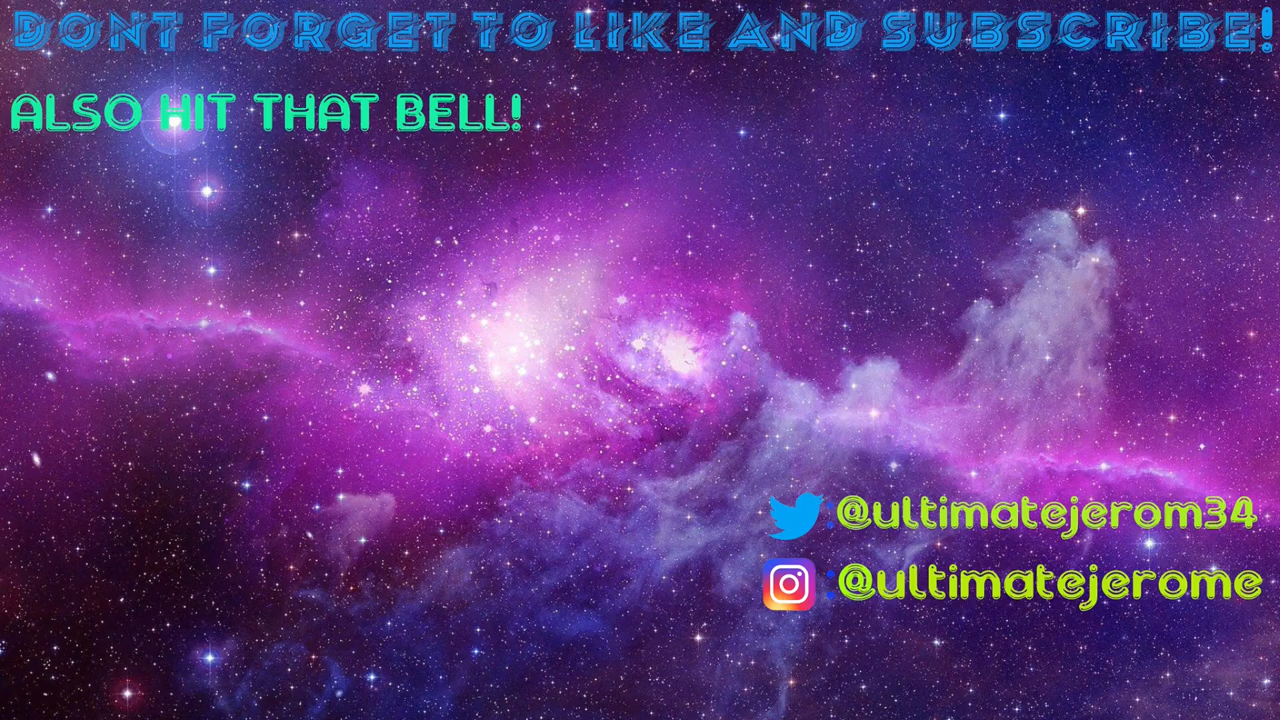 DONT FORGET TO LIKE AND SUBSCRIBE!
ALSO HIT THAT BELL!
:@ultimatejerom34
:@ultimatejerome